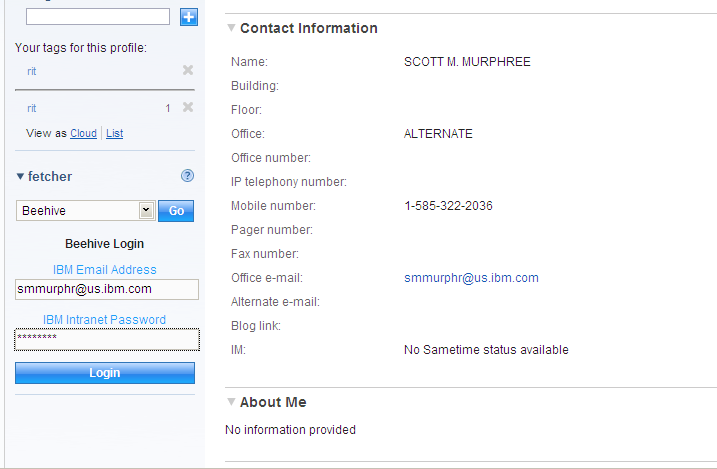 Your tags for this profile:
rit
rit 1
View as Cloud | List
fetcher
Beehive Go
Beehive Login
IBM Email Address
smmurphr@us.ibm.com
IBM Intranet Password
********
Login
Contact Information
Name: SCOTT M. MURPHREE
Building:
Floor:
Office: ALTERNATE
Office number:
IP telephony number:
Mobile number: 1-585-322-2036
Pager number:
Fax number:
Office e-mail: smmurphr@us.ibm.com
Alternate e-mail:
Blog link:
IM: No Sametime status available
About Me
No information provided